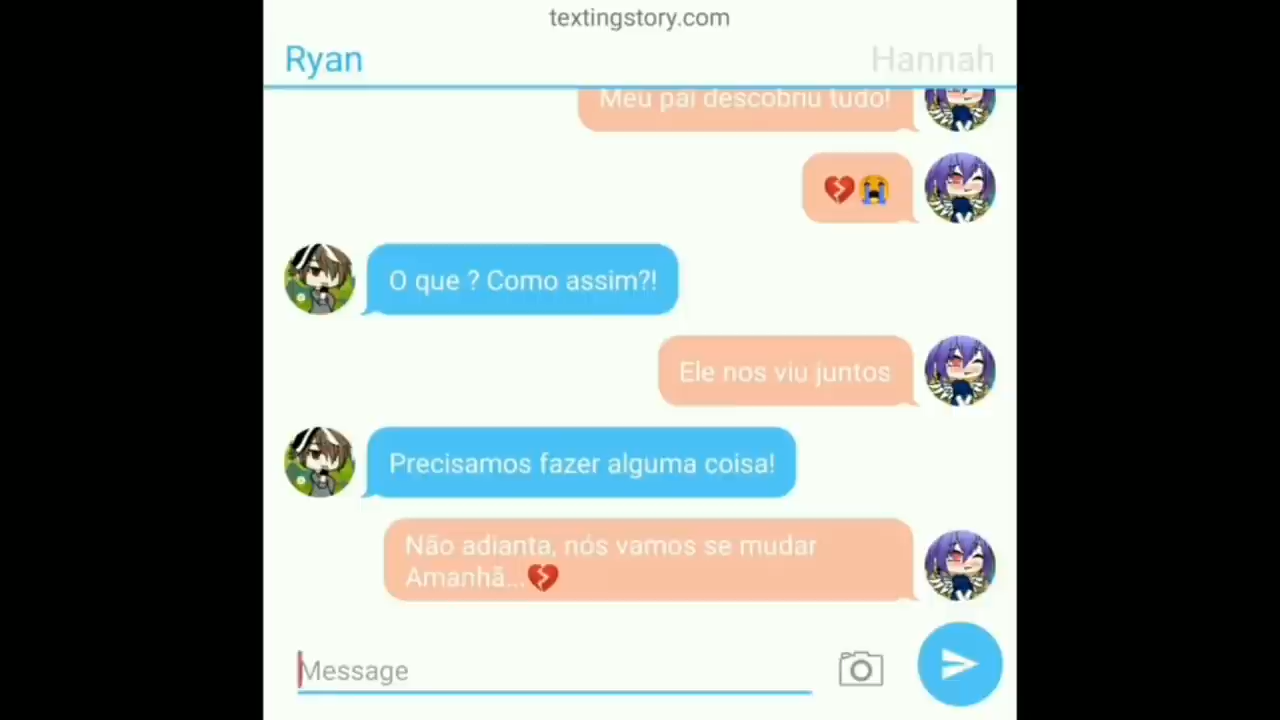 textingstory.com
Ryan
Hannah
Meu pai descobriu tudo!
💔😭
O que ? Como assim?!
Ele nos viu juntos
Precisamos fazer alguma coisa!
Não adianta, nós vamos se mudar
Amanhã...💔
Message